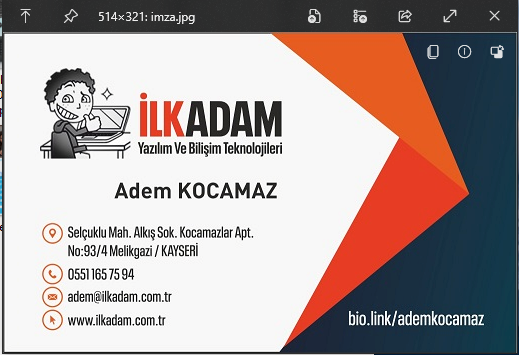 514×321: imza.jpg
İLKADAM
Yazılım Ve Bilişim Teknolojileri
Adem KOCAMAZ
Selçuklu Mah. Alkış Sok. Kocamazlar Apt.
No:93/4 Melikgazi / KAYSERİ
0551 165 75 94
adem@ilkadam.com.tr
www.ilkadam.com.tr
bio.link/ademkocamaz